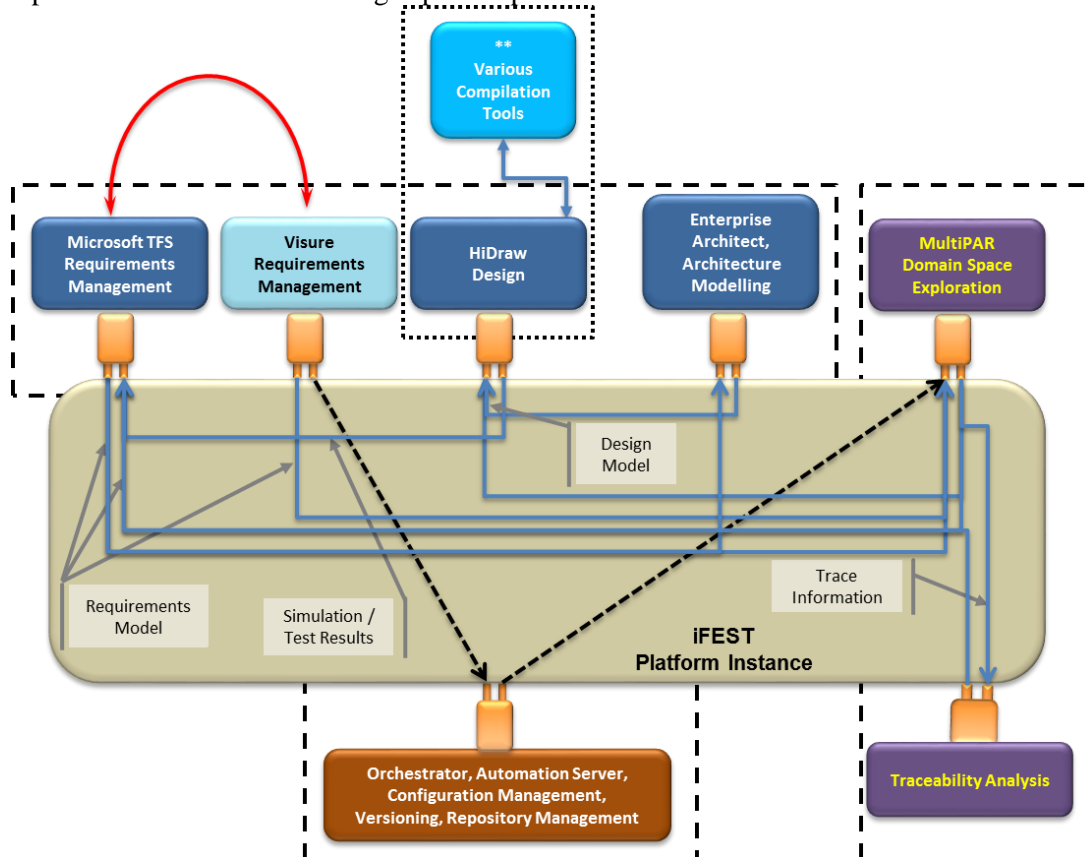 **
Various
Compilation
Tools
Microsoft TFS
Requirements
Management
Visure
Requirements
Management
HiDraw
Design
Enterprise
Architect,
Architecture
Modelling
MultiPAR
Domain Space
Exploration
Design
Model
Requirements
Model
Simulation /
Test Results
Trace
Information
iFEST
Platform Instance
Orchestrator, Automation Server,
Configuration Management,
Versioning, Repository Management
Traceability Analysis